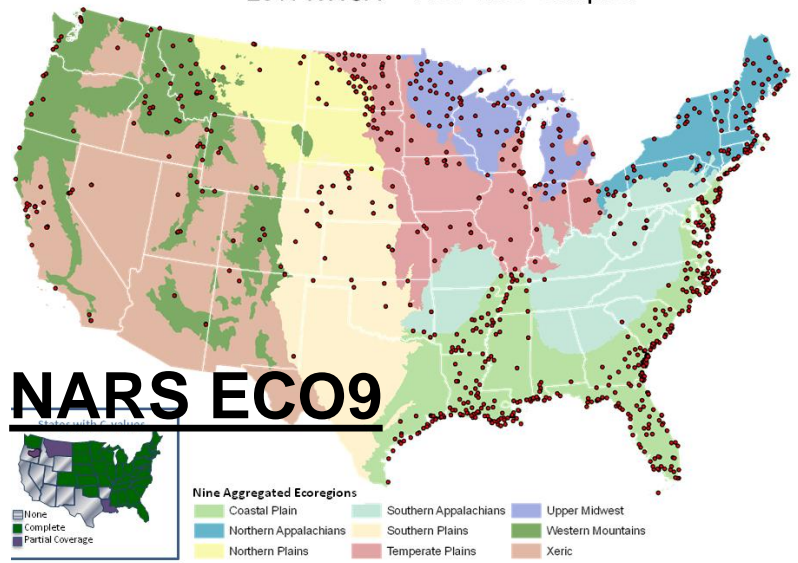 NARS ECO9
States with C-values
None
Complete
Partial Coverage
Nine Aggregated Ecoregions
Coastal Plain
Southern Appalachians
Upper Midwest
Northern Appalachians
Southern Plains
Western Mountains
Northern Plains
Temperate Plains
Xeric